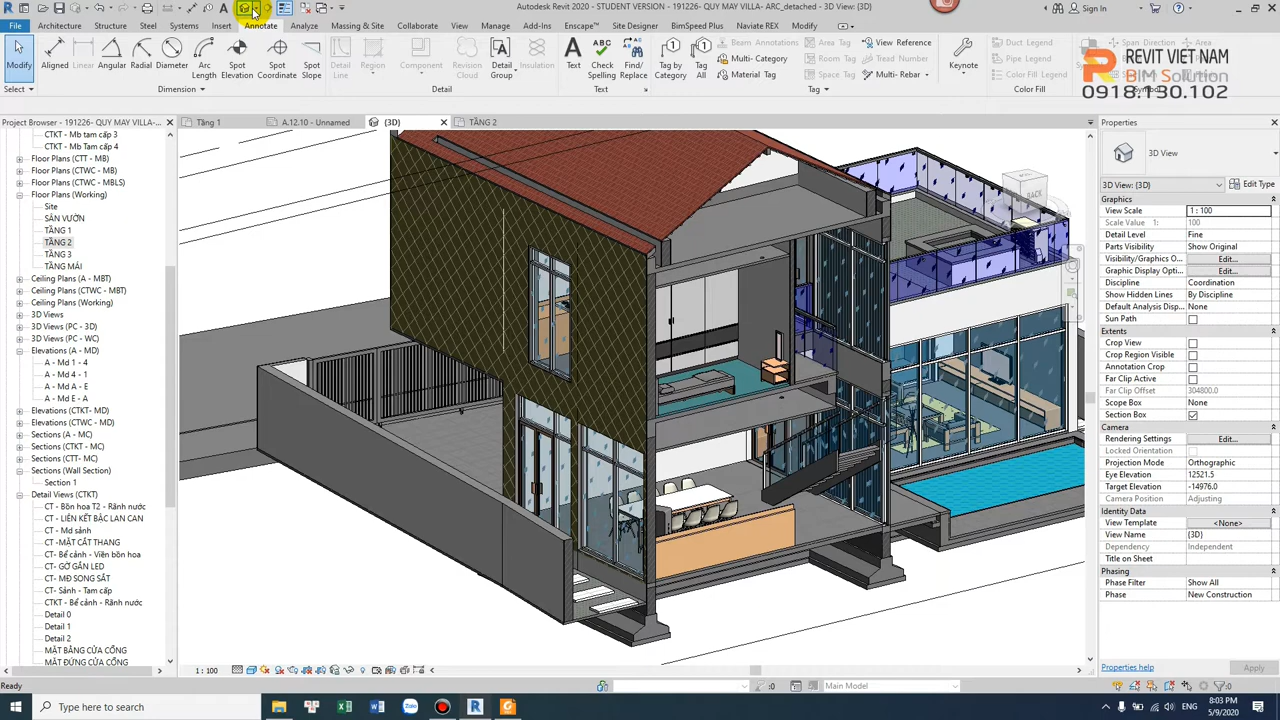 Autodesk Revit 2020 - STUDENT VERSION - QUY MAY VILLA- ARC_detached - 3D View: {3D}
Sign In
File Architecture Structure Steel Systems Insert Annotate Analyze Massing & Site Collaborate View Manage Add-Ins Enscape™ Site Designer BimSpeed Plus Naviate REX Modify
Modify
Select
Aligned Linear Angular Radial Diameter Arc Length Spot Elevation Spot Coordinate Spot Slope
Dimension
Detail Line Region Component Revision Cloud Detail Group Insulation
Detail
Text Check Spelling Find/ Replace
Text
Tag by Category Tag All
Beam Annotations Area Tag View Reference
Multi- Category Room Tag Tread Number
Material Tag Space Tag Multi- Rebar
Tag
Keynote
Duct Legend
Pipe Legend
Color Fill Legend
Color Fill
REVIT VIET NAM
BIM Solution
0918.130.102
Project Browser - 191226- QUY MAY VILLA-...
Tầng 1
A.12.10 - Unnamed
{3D}
TẦNG 2
CTKT - Mb tam cấp 3
CTKT - Mb tam cấp 4
Floor Plans (CTT - MB)
Floor Plans (CTWC - MB)
Floor Plans (CTWC - MBLS)
Floor Plans (Working)
Site
SÂN VƯỜN
TẦNG 1
TẦNG 2
TẦNG 3
TẦNG MÁI
Ceiling Plans (A - MBT)
Ceiling Plans (CTWC - MBT)
Ceiling Plans (Working)
3D Views
3D Views (PC - 3D)
3D Views (WC)
Elevations (A - MD)
A - Md 1 - 4
A - Md 4 - 1
A - Md A - E
A - Md E - A
Elevations (CTKT- MD)
Elevations (CTWC - MD)
Sections (A - MC)
Sections (CTKT - MC)
Sections (CTWC - MC)
Sections (Wall Section)
Section 1
Detail Views (CTKT)
CT - Bồn hoa T2 - Rãnh nước
CT - LIÊN KẾT BẬC LAN CAN
CT - Md sảnh
CT -MẶT CẮT THANG
CT- Bể cảnh - Viền bồn hoa
CT- GỜ GẮN LED
CT- MĐ SONG SẮT
CT- Sảnh - Tam cấp
CTKT - Bể cảnh - Rãnh nước
Detail 0
Detail 1
Detail 2
MẶT BẰNG CỬA CỔNG
MẶT ĐỨNG CỬA CỔNG
BACK
Properties
3D View
3D View: {3D}
Edit Type
Graphics
View Scale 1 : 100
Scale Value 1: 100
Detail Level Fine
Parts Visibility Show Original
Visibility/Graphics O... Edit...
Graphic Display Opti... Edit...
Discipline Coordination
Show Hidden Lines By Discipline
Default Analysis Disp... None
Sun Path
Extents
Crop View
Crop Region Visible
Annotation Crop
Far Clip Active
Far Clip Offset 304800.0
Scope Box None
Section Box
Camera
Rendering Settings Edit...
Locked Orientation
Projection Mode Orthographic
Eye Elevation 12521.5
Target Elevation -14976.0
Camera Position Adjusting
Identity Data
View Template <None>
View Name {3D}
Dependency Independent
Title on Sheet
Phasing
Phase Filter Show All
Phase New Construction
Properties help
Apply
1 : 100
Ready
:0
Main Model
:0
Type here to search
ENG
8:03 PM
5/9/2020